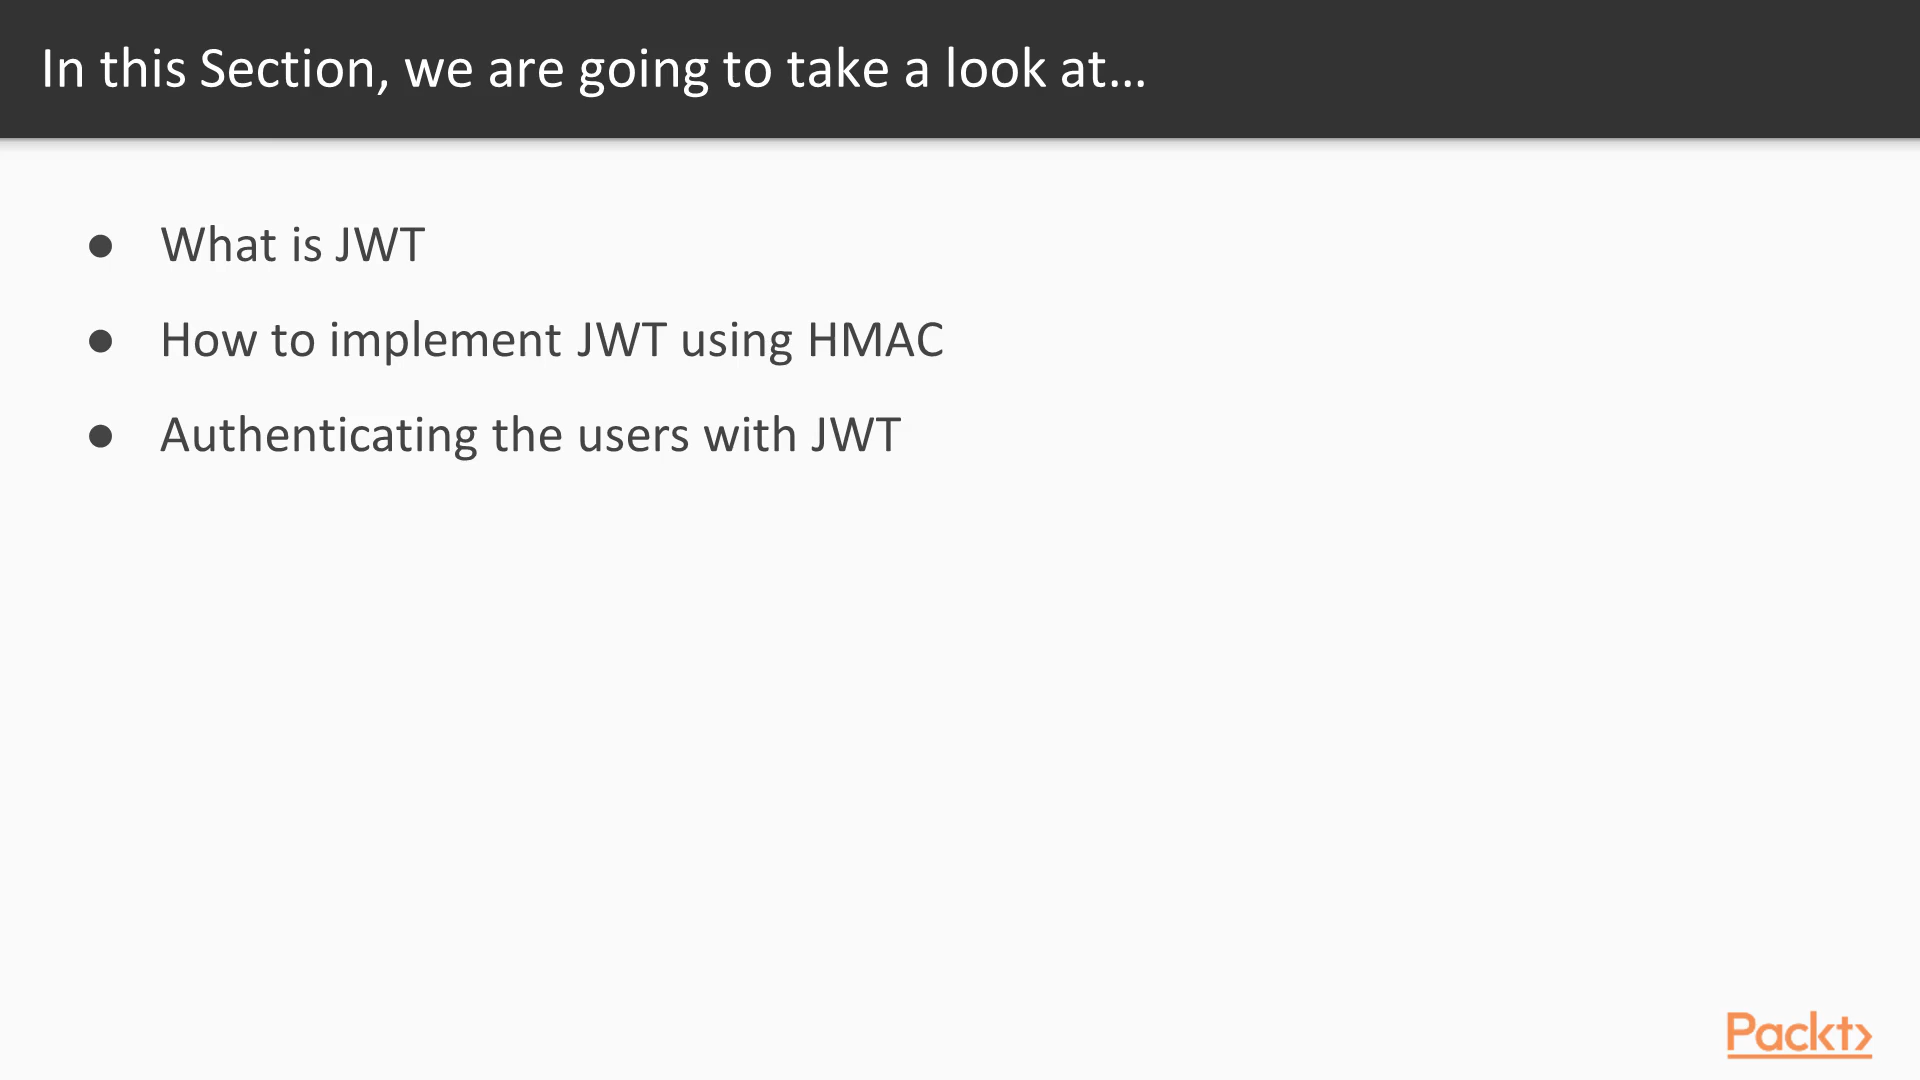 In this Section, we are going to take a look at...
● What is JWT
● How to implement JWT using HMAC
● Authenticating the users with JWT
Packt>